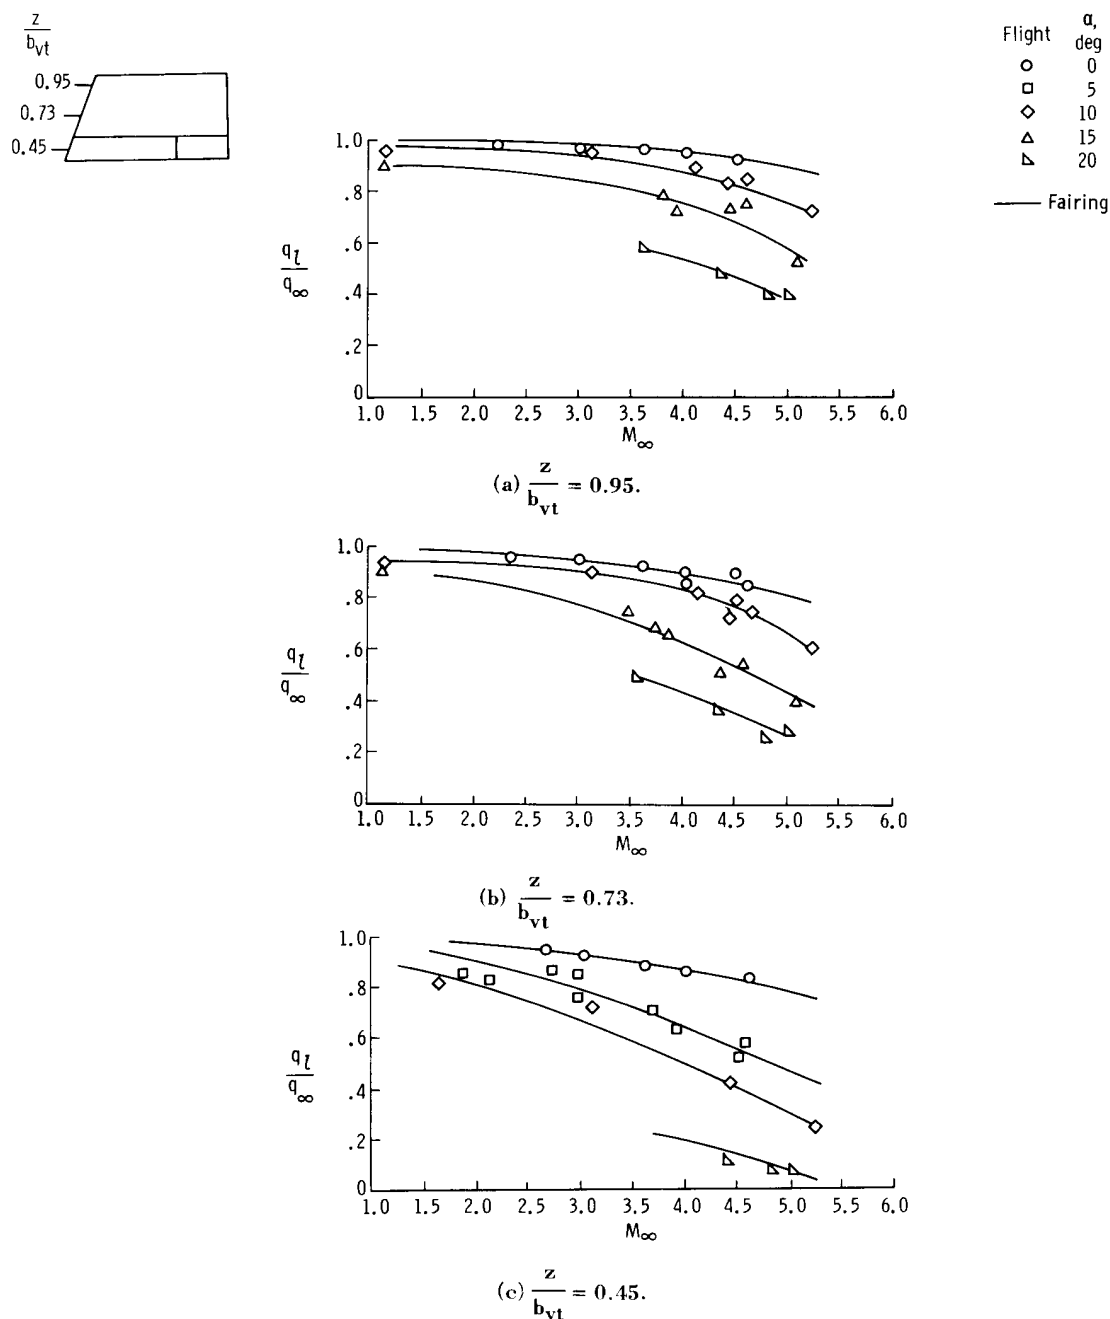 z
b_vt
0.95
0.73
0.45
Flight α, deg
0
5
10
15
20
Fairing
1.0
.8
.6
.4
.2
0
q_l
q_∞
1.0 1.5 2.0 2.5 3.0 3.5 4.0 4.5 5.0 5.5 6.0
M_∞
(a) z/b_vt = 0.95.
1.0
.8
.6
.4
.2
0
q_l
q_∞
1.0 1.5 2.0 2.5 3.0 3.5 4.0 4.5 5.0 5.5 6.0
M_∞
(b) z/b_vt = 0.73.
1.0
.8
.6
.4
.2
0
q_l
q_∞
1.0 1.5 2.0 2.5 3.0 3.5 4.0 4.5 5.0 5.5 6.0
M_∞
(c) z/b_vt = 0.45.